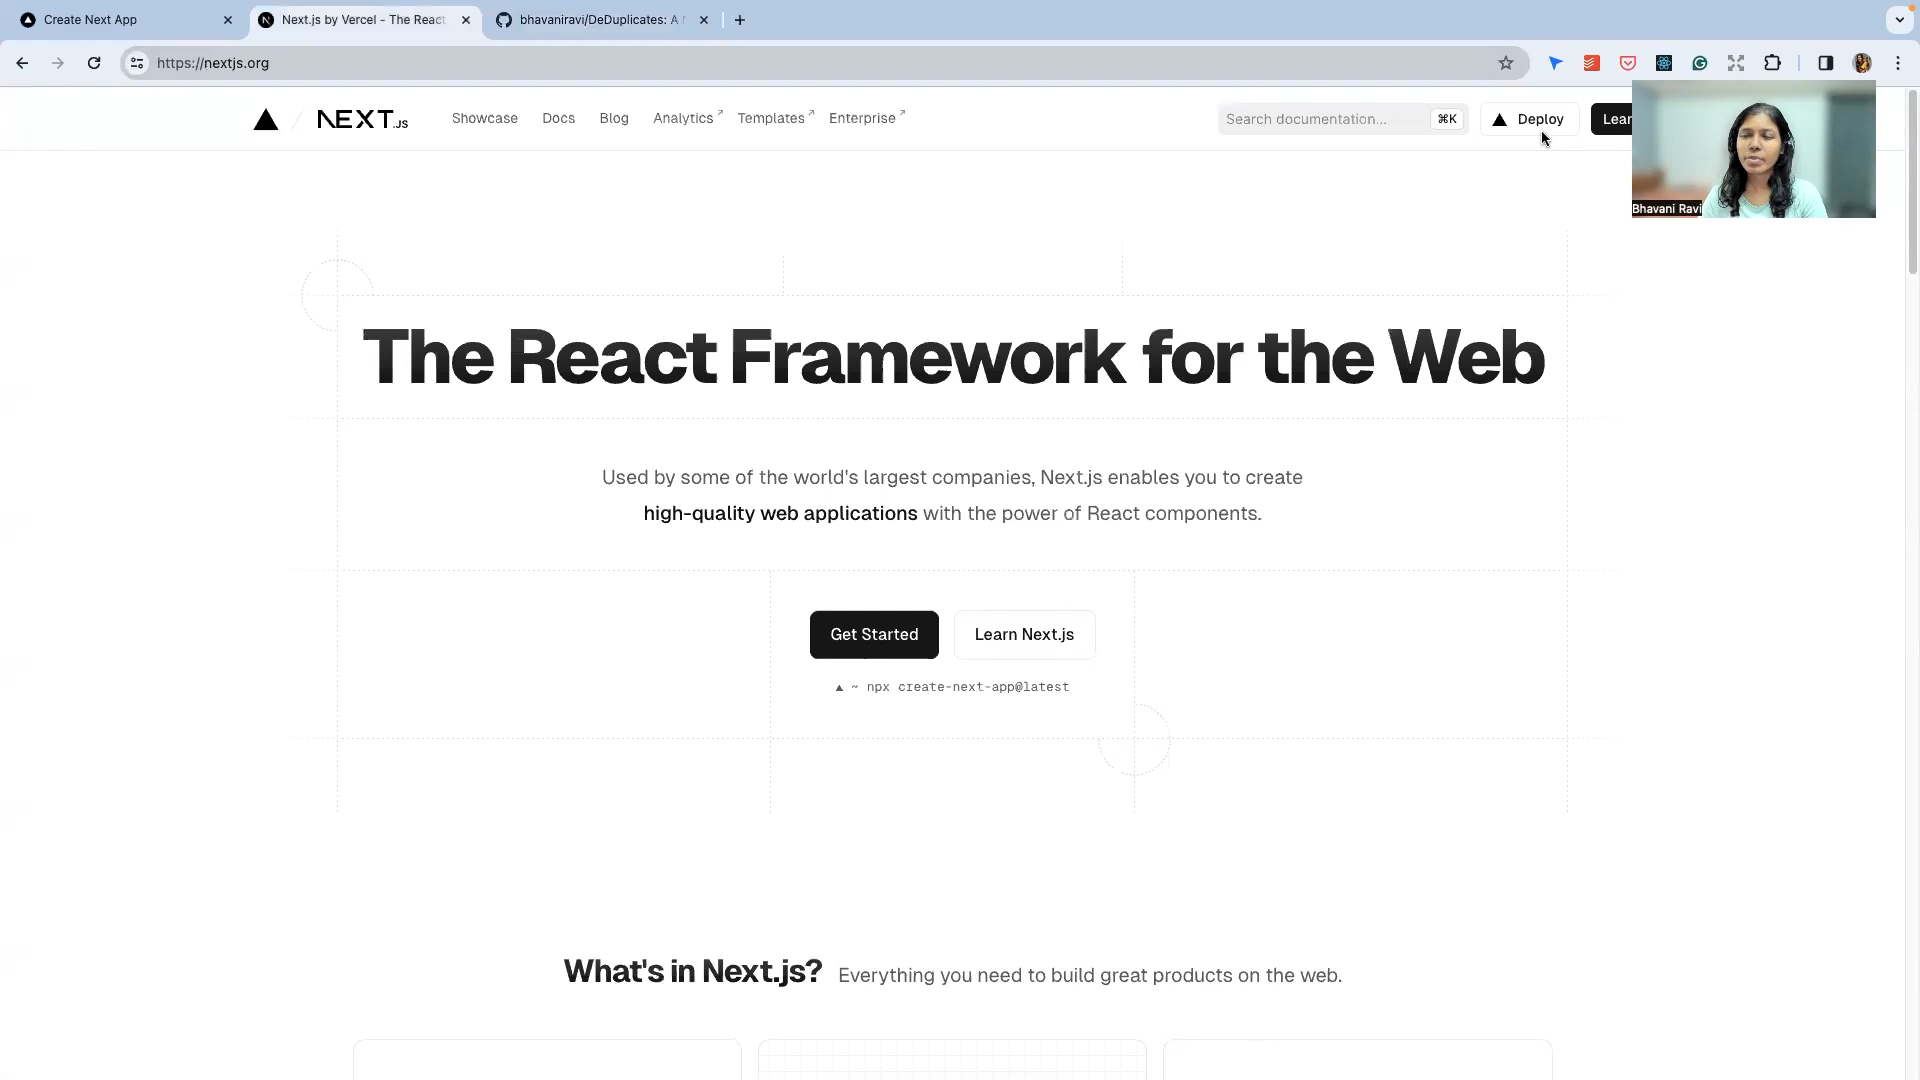 Create Next App
Next.js by Vercel - The React
bhavaniravi/DeDuplicates: A
https://nextjs.org
NEXT.JS
Showcase
Docs
Blog
Analytics
Templates
Enterprise
Search documentation...
⌘K
Deploy
Lear
Bhavani Ravi
The React Framework for the Web
Used by some of the world's largest companies, Next.js enables you to create
high-quality web applications with the power of React components.
Get Started
Learn Next.js
▲ ~ npx create-next-app@latest
What's in Next.js? Everything you need to build great products on the web.